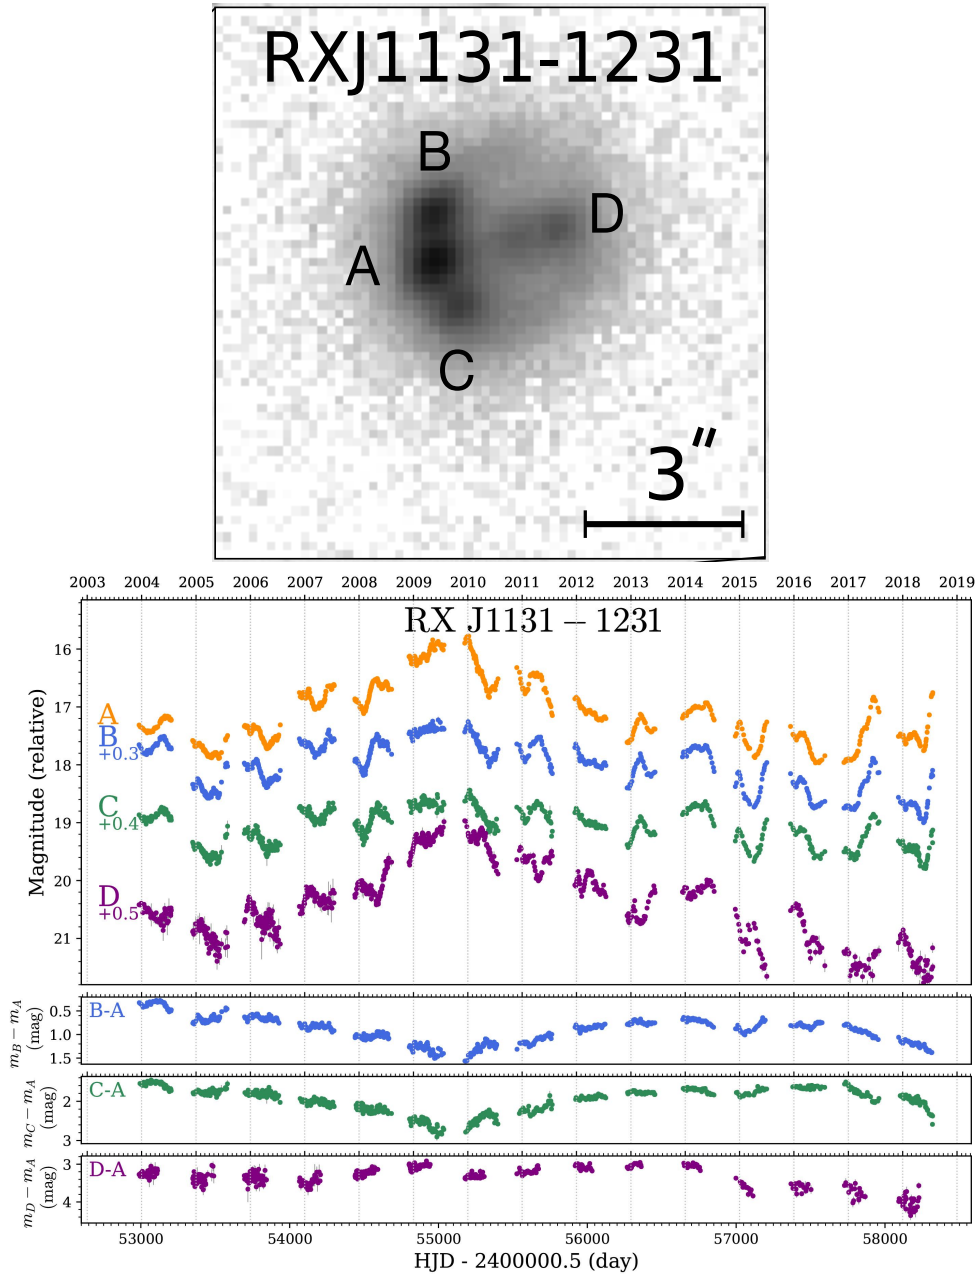 RXJ1131-1231
B
D
A
C
3″
2003 2004 2005 2006 2007 2008 2009 2010 2011 2012 2013 2014 2015 2016 2017 2018 2019
RX J1131 – 1231
Magnitude (relative)
16
17
18
19
20
21
A
B
+0.3
C
+0.4
D
+0.5
m_B − m_A
(mag)
0.5
1.0
1.5
B-A
m_C − m_A
(mag)
2
3
C-A
m_D − m_A
(mag)
3
4
D-A
53000 54000 55000 56000 57000 58000
HJD - 2400000.5 (day)